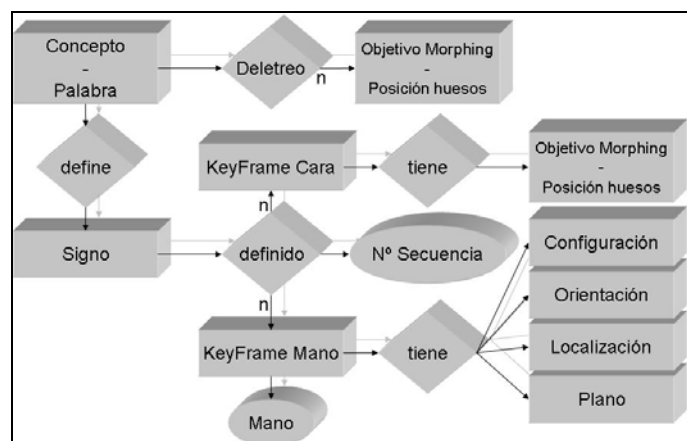 Concepto
-
Palabra
Deletreo
n
Objetivo Morphing
-
Posición huesos
define
KeyFrame Cara
tiene
Objetivo Morphing
-
Posición huesos
n
Signo
definido
Nº Secuencia
n
KeyFrame Mano
tiene
Configuración
Orientación
Localización
Plano
Mano